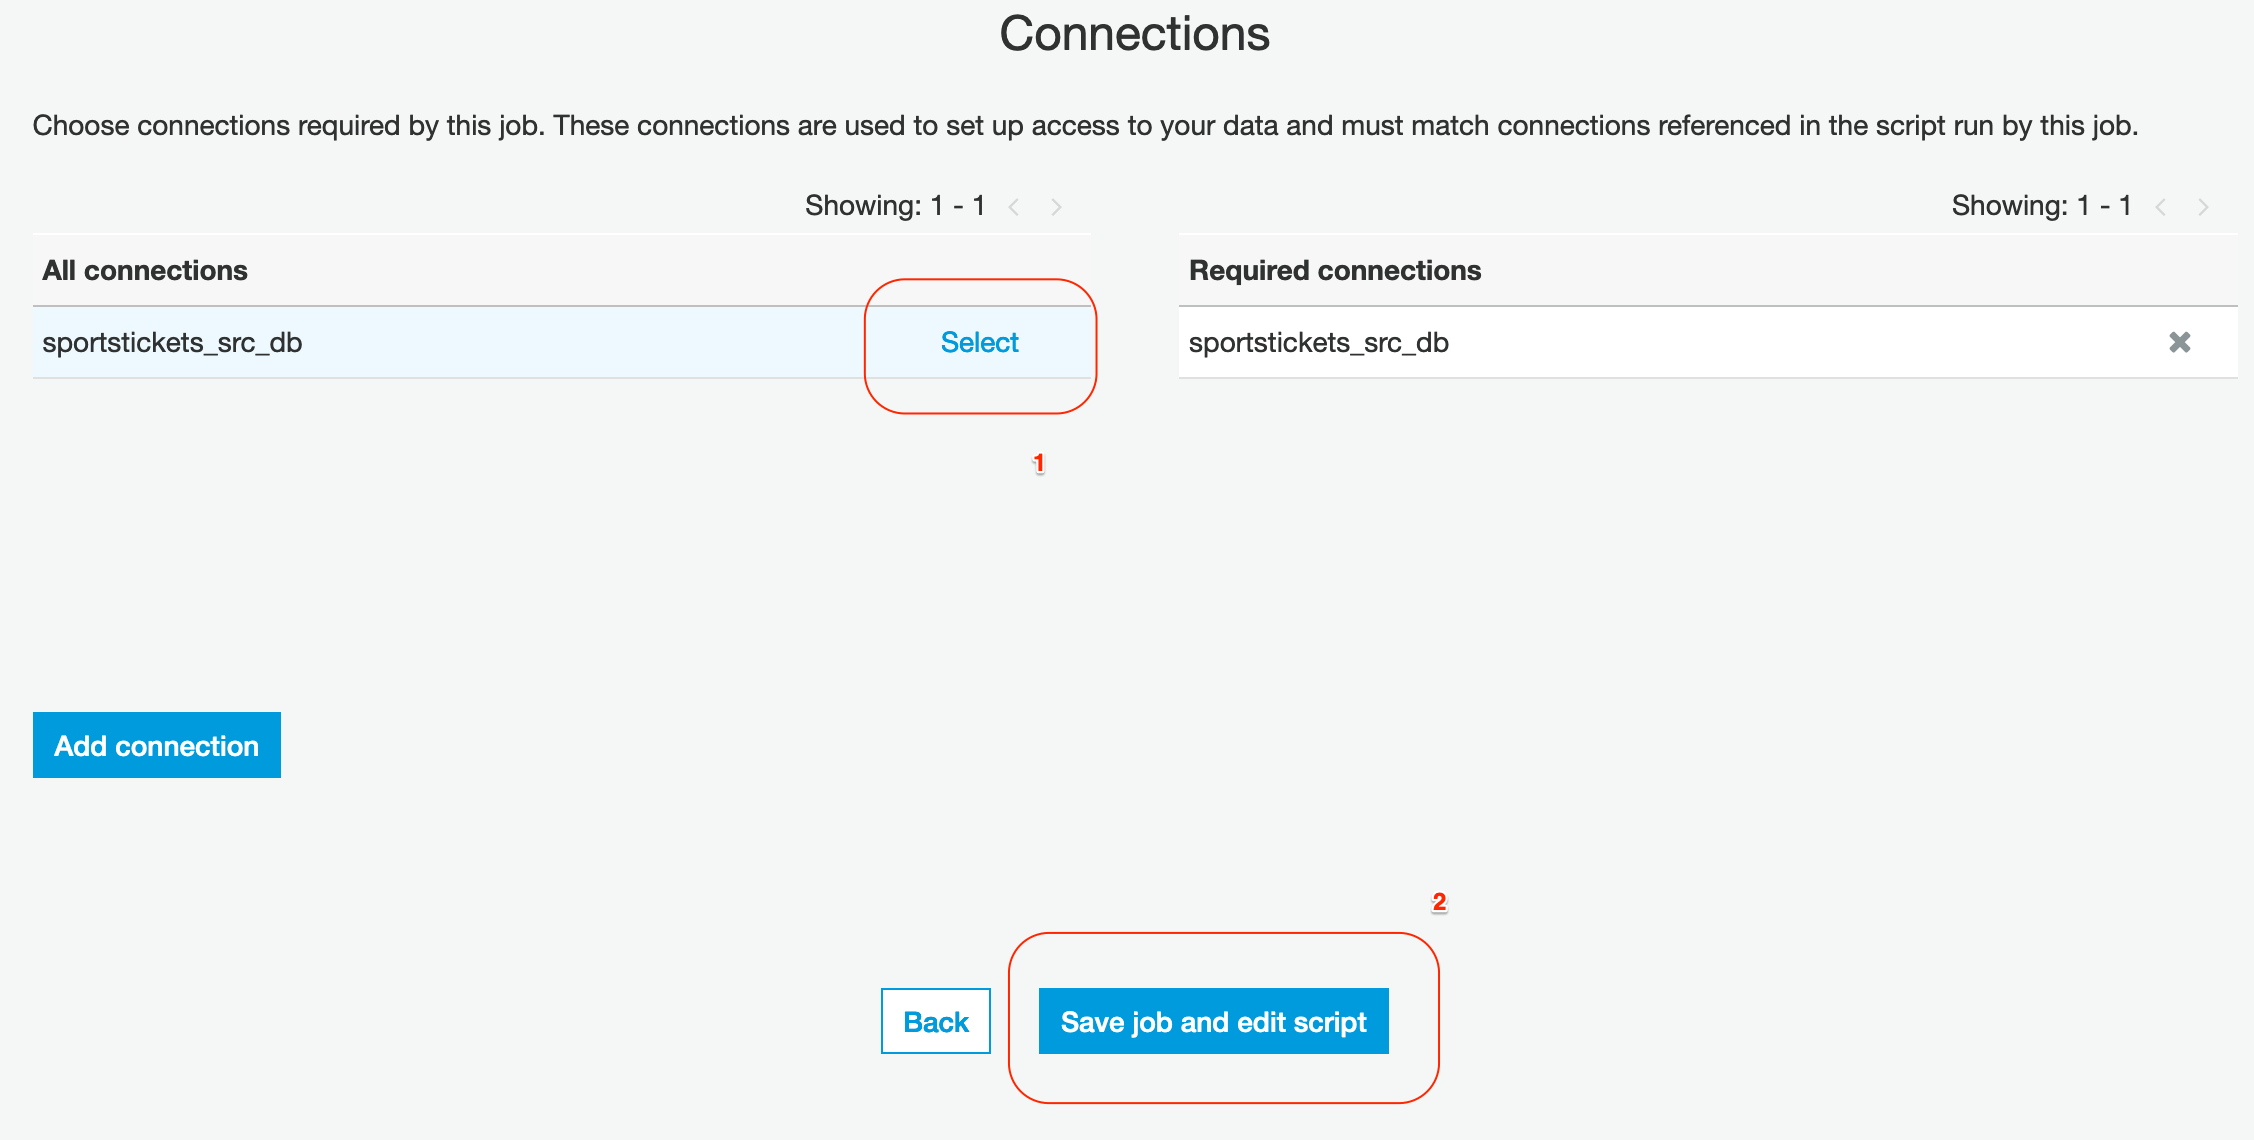 Connections
Choose connections required by this job. These connections are used to set up access to your data and must match connections referenced in the script run by this job.
Showing: 1 - 1
All connections
sportstickets_src_db Select
1
Showing: 1 - 1
Required connections
sportstickets_src_db
Add connection
2
Back
Save job and edit script